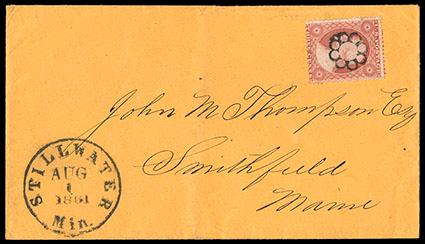 John M Thompson Esq
Smithfield
Maine
STILLWATER
AUG
1
1861
Min.